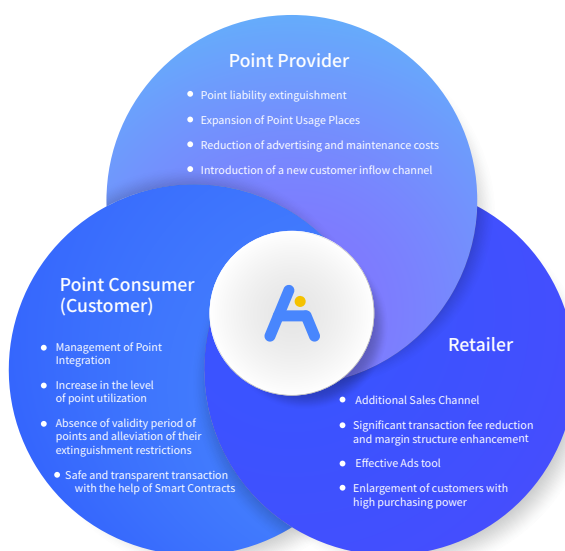 Point Provider
Point liability extinguishment
Expansion of Point Usage Places
Reduction of advertising and maintenance costs
Introduction of a new customer inflow channel
Point Consumer
(Customer)
Management of Point
Integration
Increase in the level
of point utilization
Absence of validity period of
points and alleviation of their
extinguishment restrictions
Safe and transparent transaction
with the help of Smart Contracts
Retailer
Additional Sales Channel
Significant transaction fee reduction
and margin structure enhancement
Effective Ads tool
Enlargement of customers with
high purchasing power